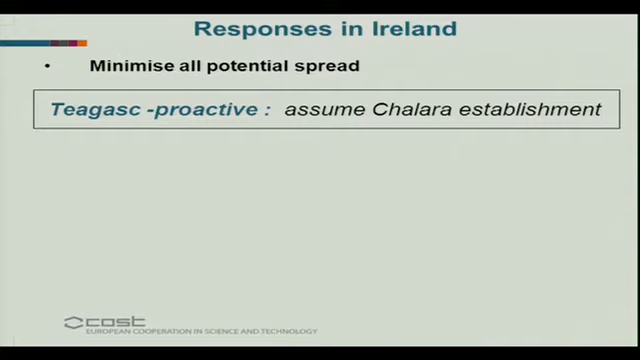 Responses in Ireland
• Minimise all potential spread
Teagasc -proactive : assume Chalara establishment
cost
EUROPEAN COOPERATION IN SCIENCE AND TECHNOLOGY